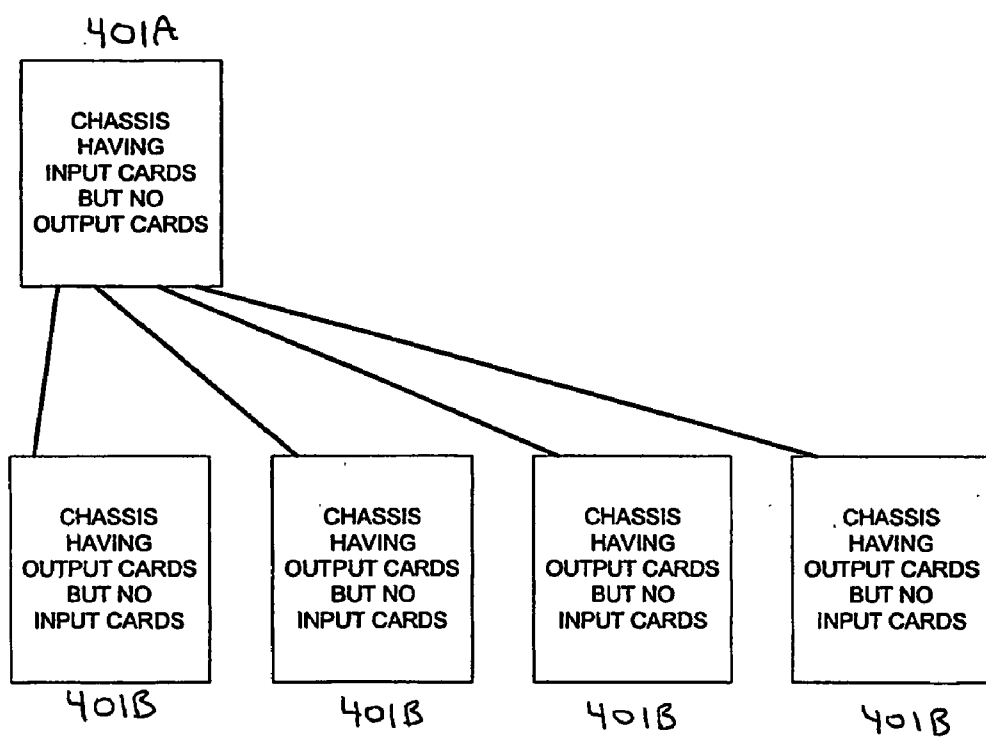 401A
CHASSIS
HAVING
INPUT CARDS
BUT NO
OUTPUT CARDS
CHASSIS
HAVING
OUTPUT CARDS
BUT NO
INPUT CARDS
401B
CHASSIS
HAVING
OUTPUT CARDS
BUT NO
INPUT CARDS
401B
CHASSIS
HAVING
OUTPUT CARDS
BUT NO
INPUT CARDS
401B
CHASSIS
HAVING
OUTPUT CARDS
BUT NO
INPUT CARDS
401B